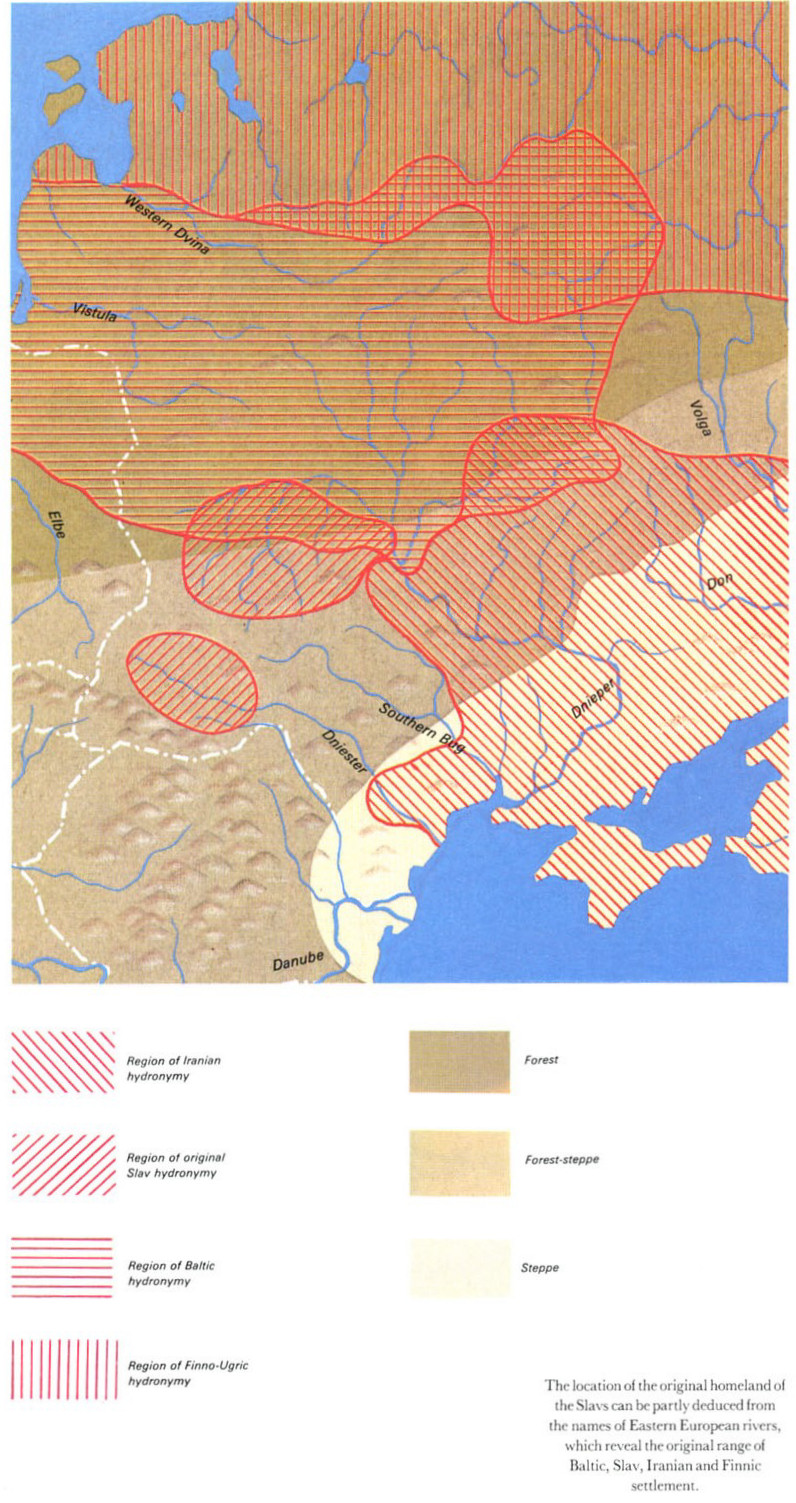 Western Dvina
Vistula
Volga
Elbe
Don
Dnieper
Southern Bug
Dniester
Danube
Region of Iranian
hydronymy
Forest
Region of original
Slav hydronymy
Forest-steppe
Region of Baltic
hydronymy
Steppe
Region of Finno-Ugric
hydronymy
The location of the original homeland of
the Slavs can be partly deduced from
the names of Eastern European rivers,
which reveal the original range of
Baltic, Slav, Iranian and Finnic
settlement.